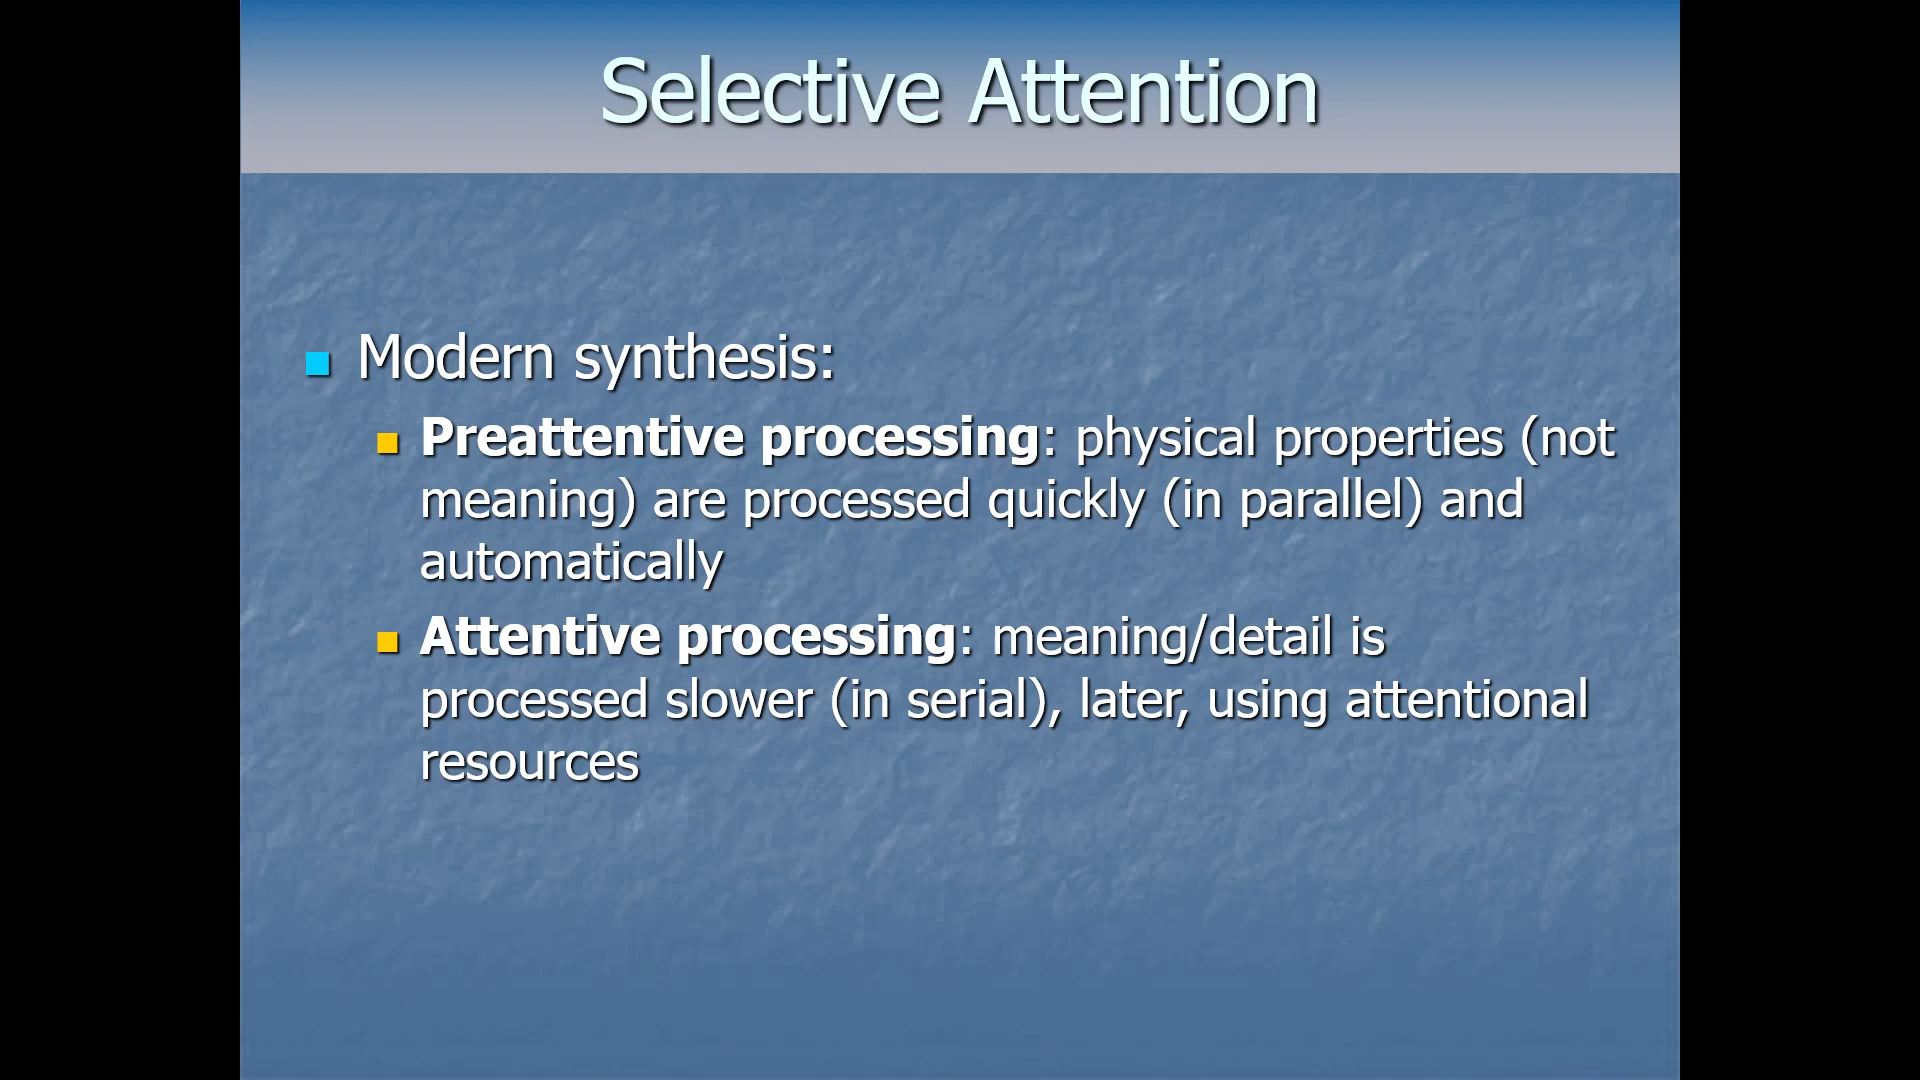 Selective Attention
Modern synthesis:
Preattentive processing: physical properties (not
meaning) are processed quickly (in parallel) and
automatically
Attentive processing: meaning/detail is
processed slower (in serial), later, using attentional
resources